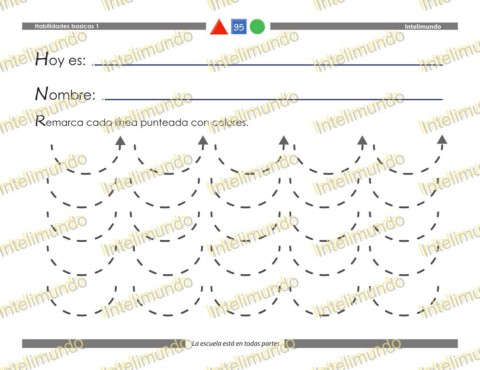 Habilidades basicas 1
95
Intelimundo
Hoy es:
Nombre:
Remarca cada línea punteada con colores.
La escuela está en todas partes
Intelimundo